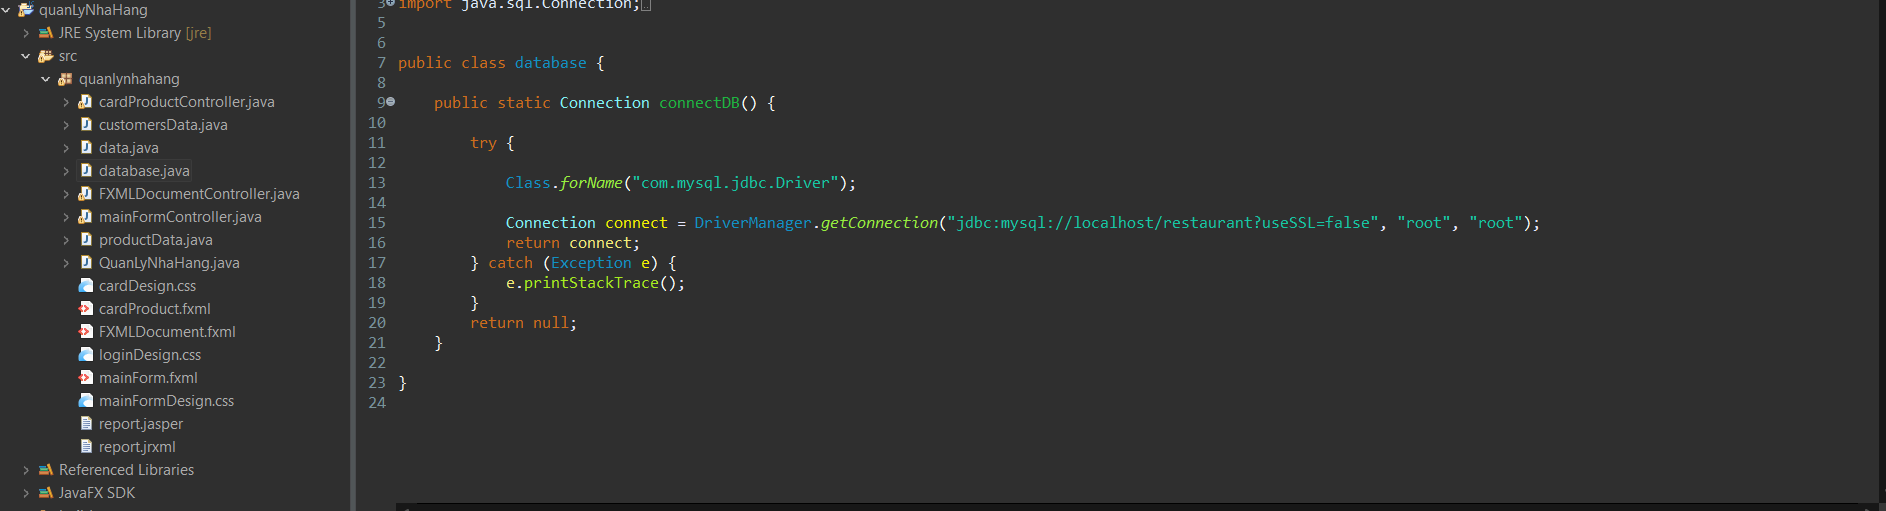 quanLyNhaHang
JRE System Library [jre]
src
quanlynhahang
cardProductController.java
customersData.java
data.java
database.java
FXMLDocumentController.java
mainFormController.java
productData.java
QuanLyNhaHang.java
cardDesign.css
cardProduct.fxml
FXMLDocument.fxml
loginDesign.css
mainForm.fxml
mainFormDesign.css
report.jasper
report.jrxml
Referenced Libraries
JavaFX SDK
3 import java.sql.Connection;
5
6
7 public class database {
8
9 public static Connection connectDB() {
10
11 try {
12
13 Class.forName("com.mysql.jdbc.Driver");
14
15 Connection connect = DriverManager.getConnection("jdbc:mysql://localhost/restaurant?useSSL=false", "root", "root");
16 return connect;
17 } catch (Exception e) {
18 e.printStackTrace();
19 }
20 return null;
21 }
22
23 }
24